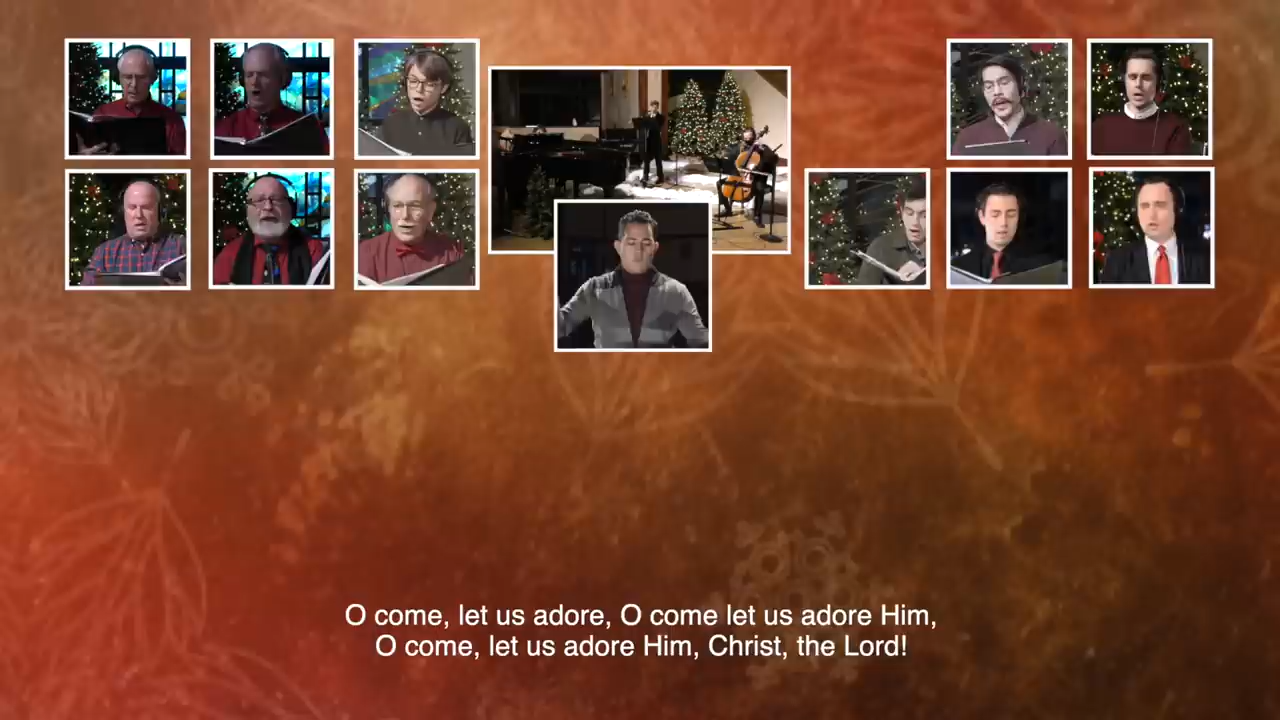 O come, let us adore, O come let us adore Him,
O come, let us adore Him, Christ, the Lord!